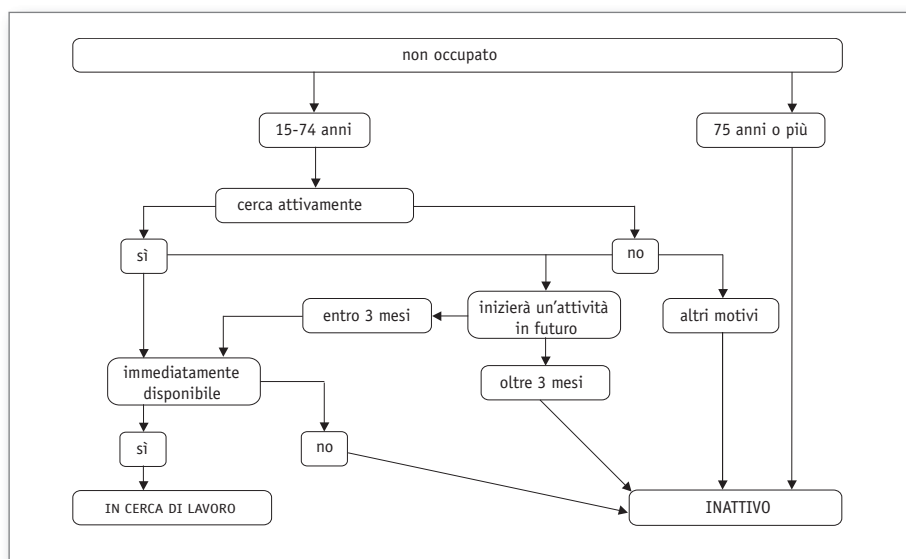 non occupato
15-74 anni
75 anni o più
cerca attivamente
sì
no
entro 3 mesi
inizierà un'attività
in futuro
altri motivi
immediatamente
disponibile
oltre 3 mesi
sì
no
IN CERCA DI LAVORO
INATTIVO